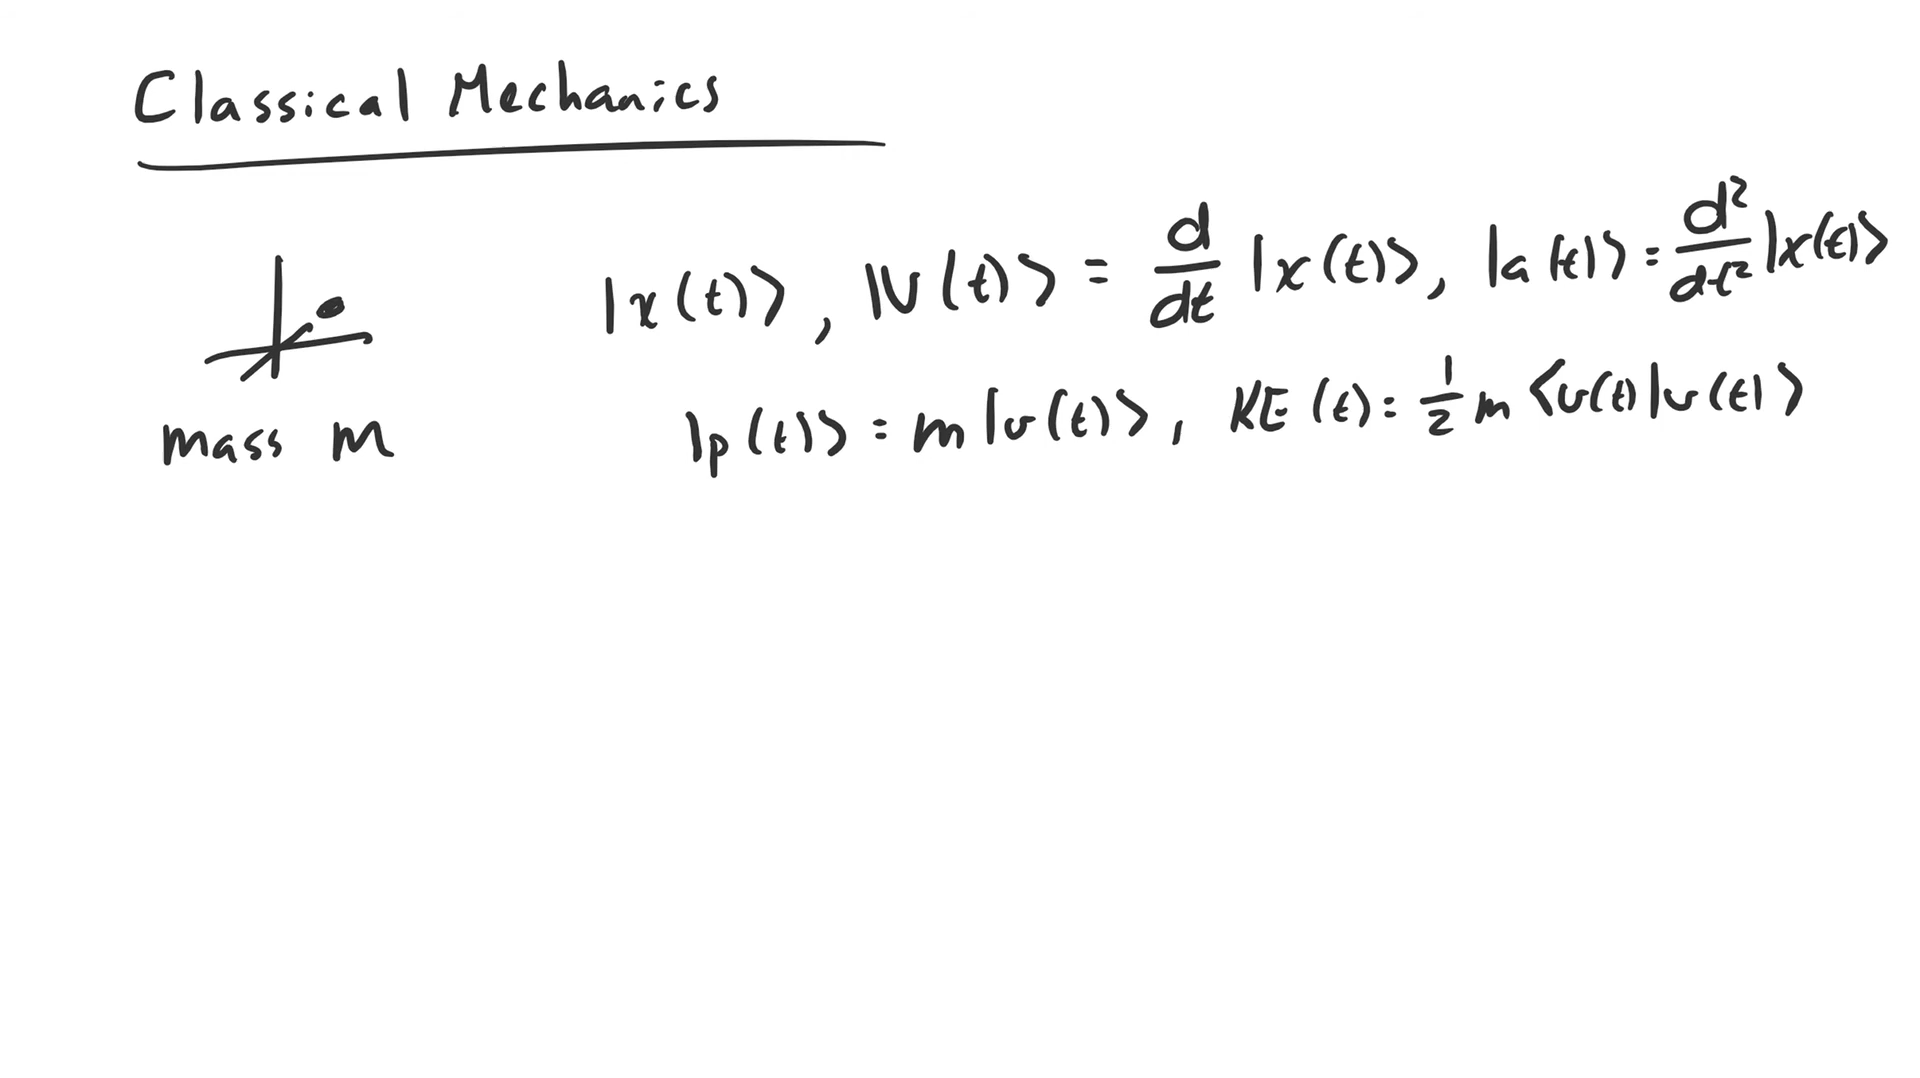 Classical Mechanics
|x(t)⟩, |v(t)⟩ = d/dt |x(t)⟩, |a(t)⟩ = d²/dt² |x(t)⟩
mass m
|p(t)⟩ = m|v(t)⟩, KE(t) = 1/2 m ⟨v(t)|v(t)⟩